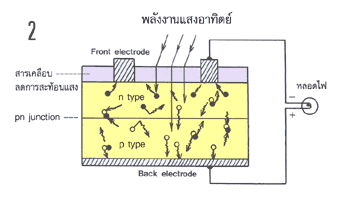 2
พลังงานแสงอาทิตย์
Front electrode
สารเคลือบ
ลดการสะท้อนแสง
n type
pn junction
p type
Back electrode
หลอดไฟ
−
+